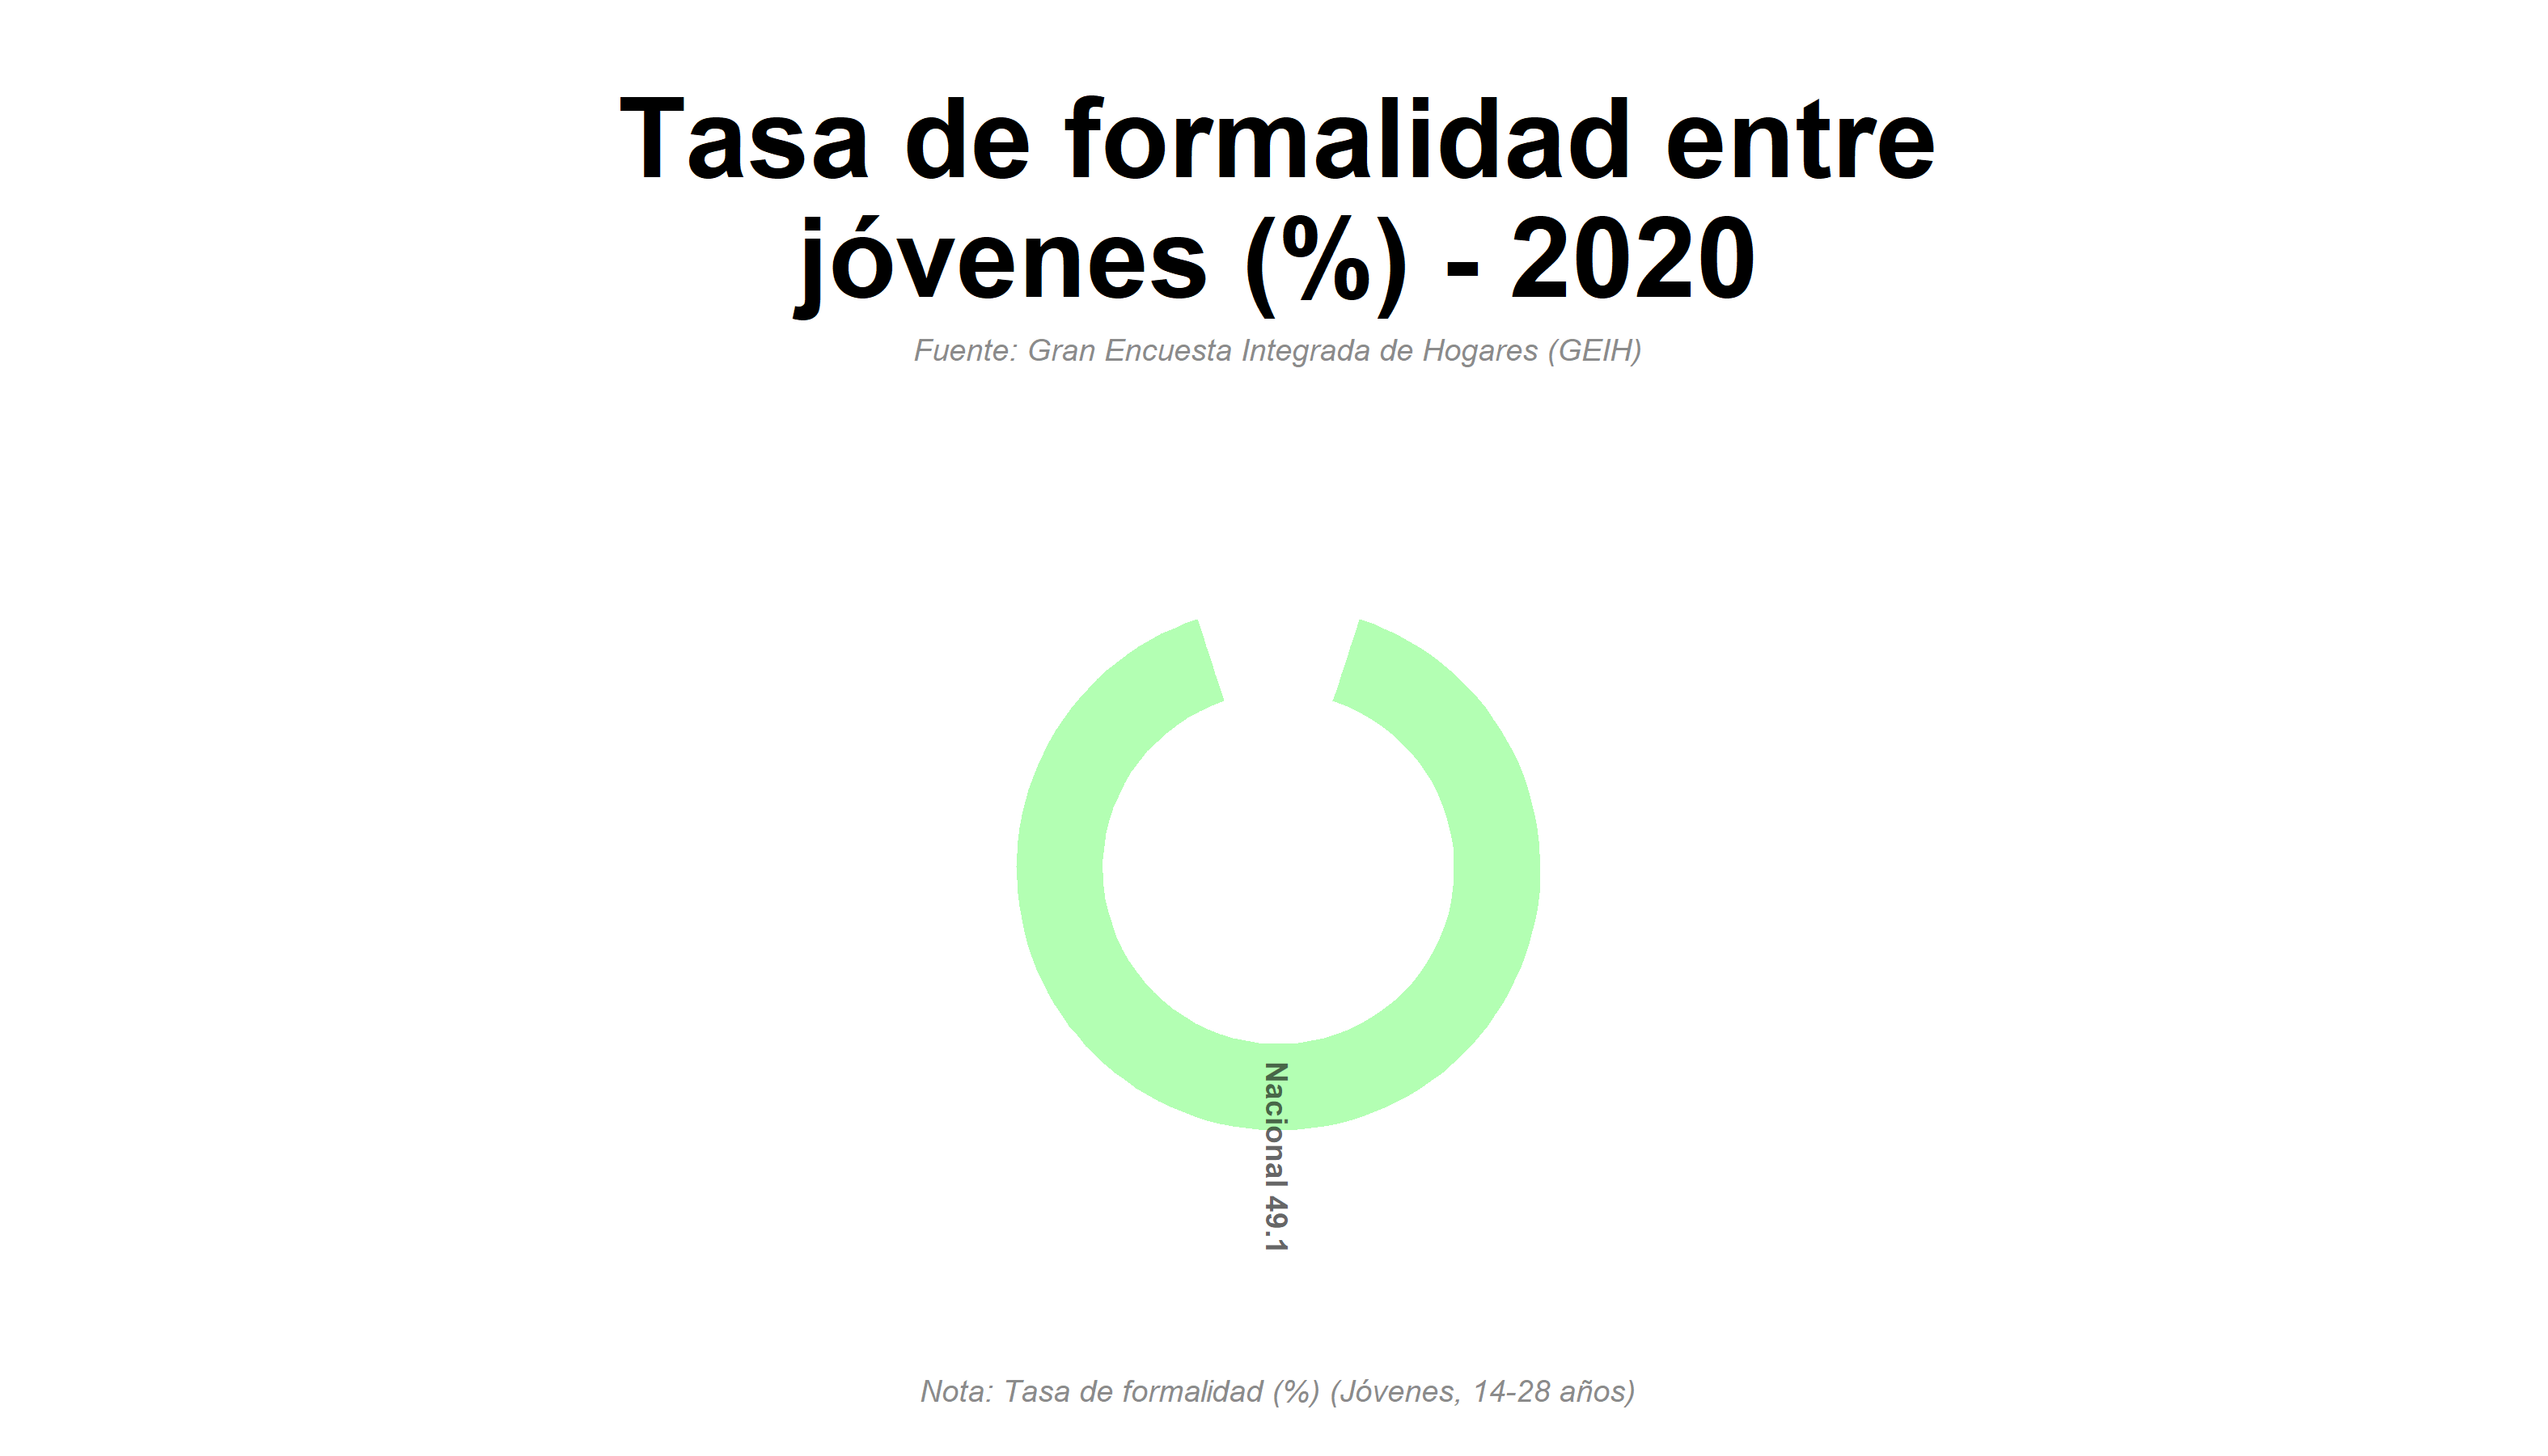 Tasa de formalidad entre
jóvenes (%) - 2020
Fuente: Gran Encuesta Integrada de Hogares (GEIH)
Nacional 49.1
Nota: Tasa de formalidad (%) (Jóvenes, 14-28 años)